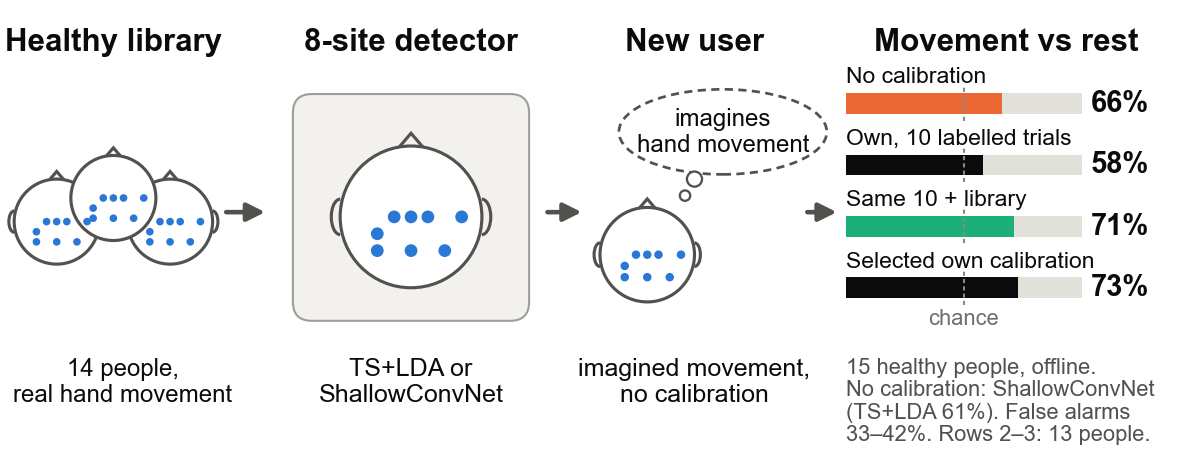 Healthy library
8-site detector
New user
Movement vs rest
14 people,
real hand movement
TS+LDA or
ShallowConvNet
imagines
hand movement
imagined movement,
no calibration
No calibration
66%
Own, 10 labelled trials
58%
Same 10 + library
71%
Selected own calibration
73%
chance
15 healthy people, offline.
No calibration: ShallowConvNet
(TS+LDA 61%). False alarms
33–42%. Rows 2–3: 13 people.